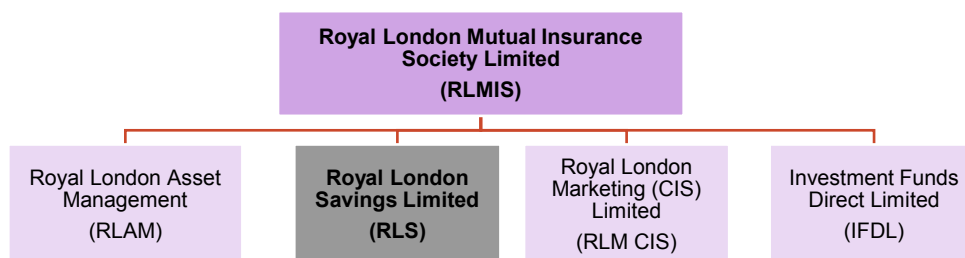 Royal London Mutual Insurance
Society Limited
(RLMIS)
Royal London Asset
Management
(RLAM)
Royal London
Savings Limited
(RLS)
Royal London
Marketing (CIS)
Limited
(RLM CIS)
Investment Funds
Direct Limited
(IFDL)